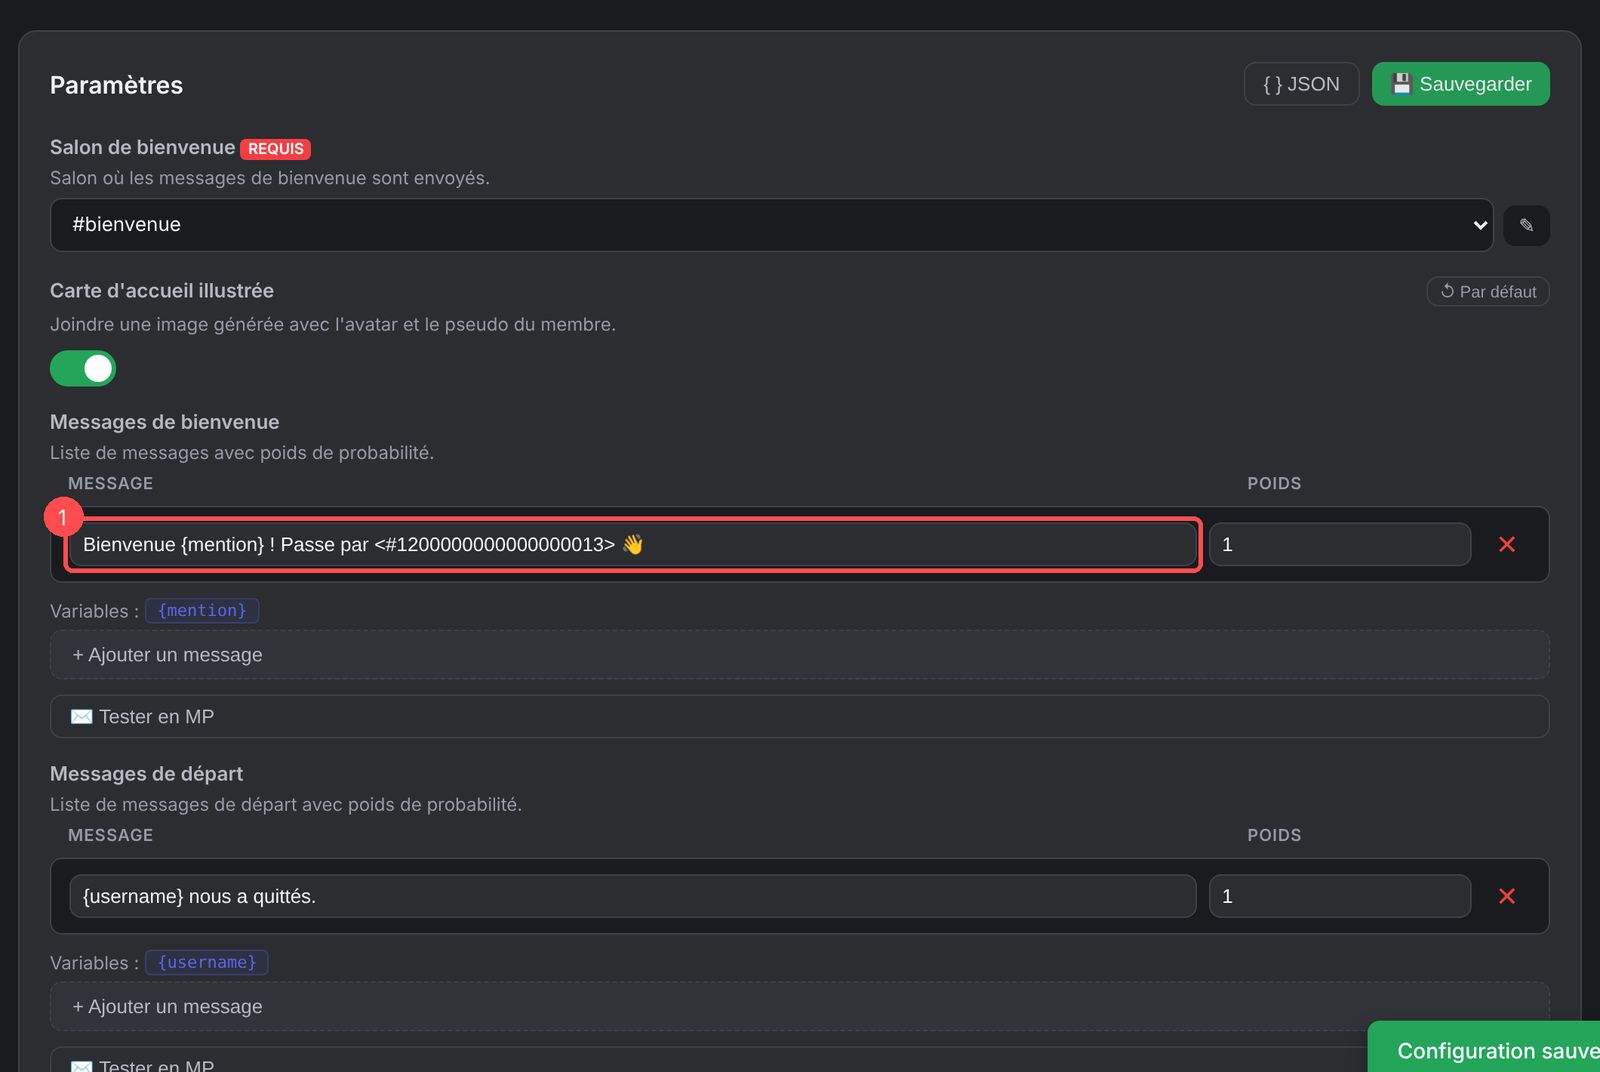 Paramètres
{ } JSON
💾 Sauvegarder
Salon de bienvenue REQUIS
Salon où les messages de bienvenue sont envoyés.
#bienvenue
Carte d'accueil illustrée
Par défaut
Joindre une image générée avec l'avatar et le pseudo du membre.
Messages de bienvenue
Liste de messages avec poids de probabilité.
MESSAGE POIDS
1
Bienvenue {mention} ! Passe par <#1200000000000000013> 👋 1
Variables : {mention}
+ Ajouter un message
✉️ Tester en MP
Messages de départ
Liste de messages de départ avec poids de probabilité.
MESSAGE POIDS
{username} nous a quittés. 1
Variables : {username}
+ Ajouter un message
✉️ Tester en MP
Configuration sauve